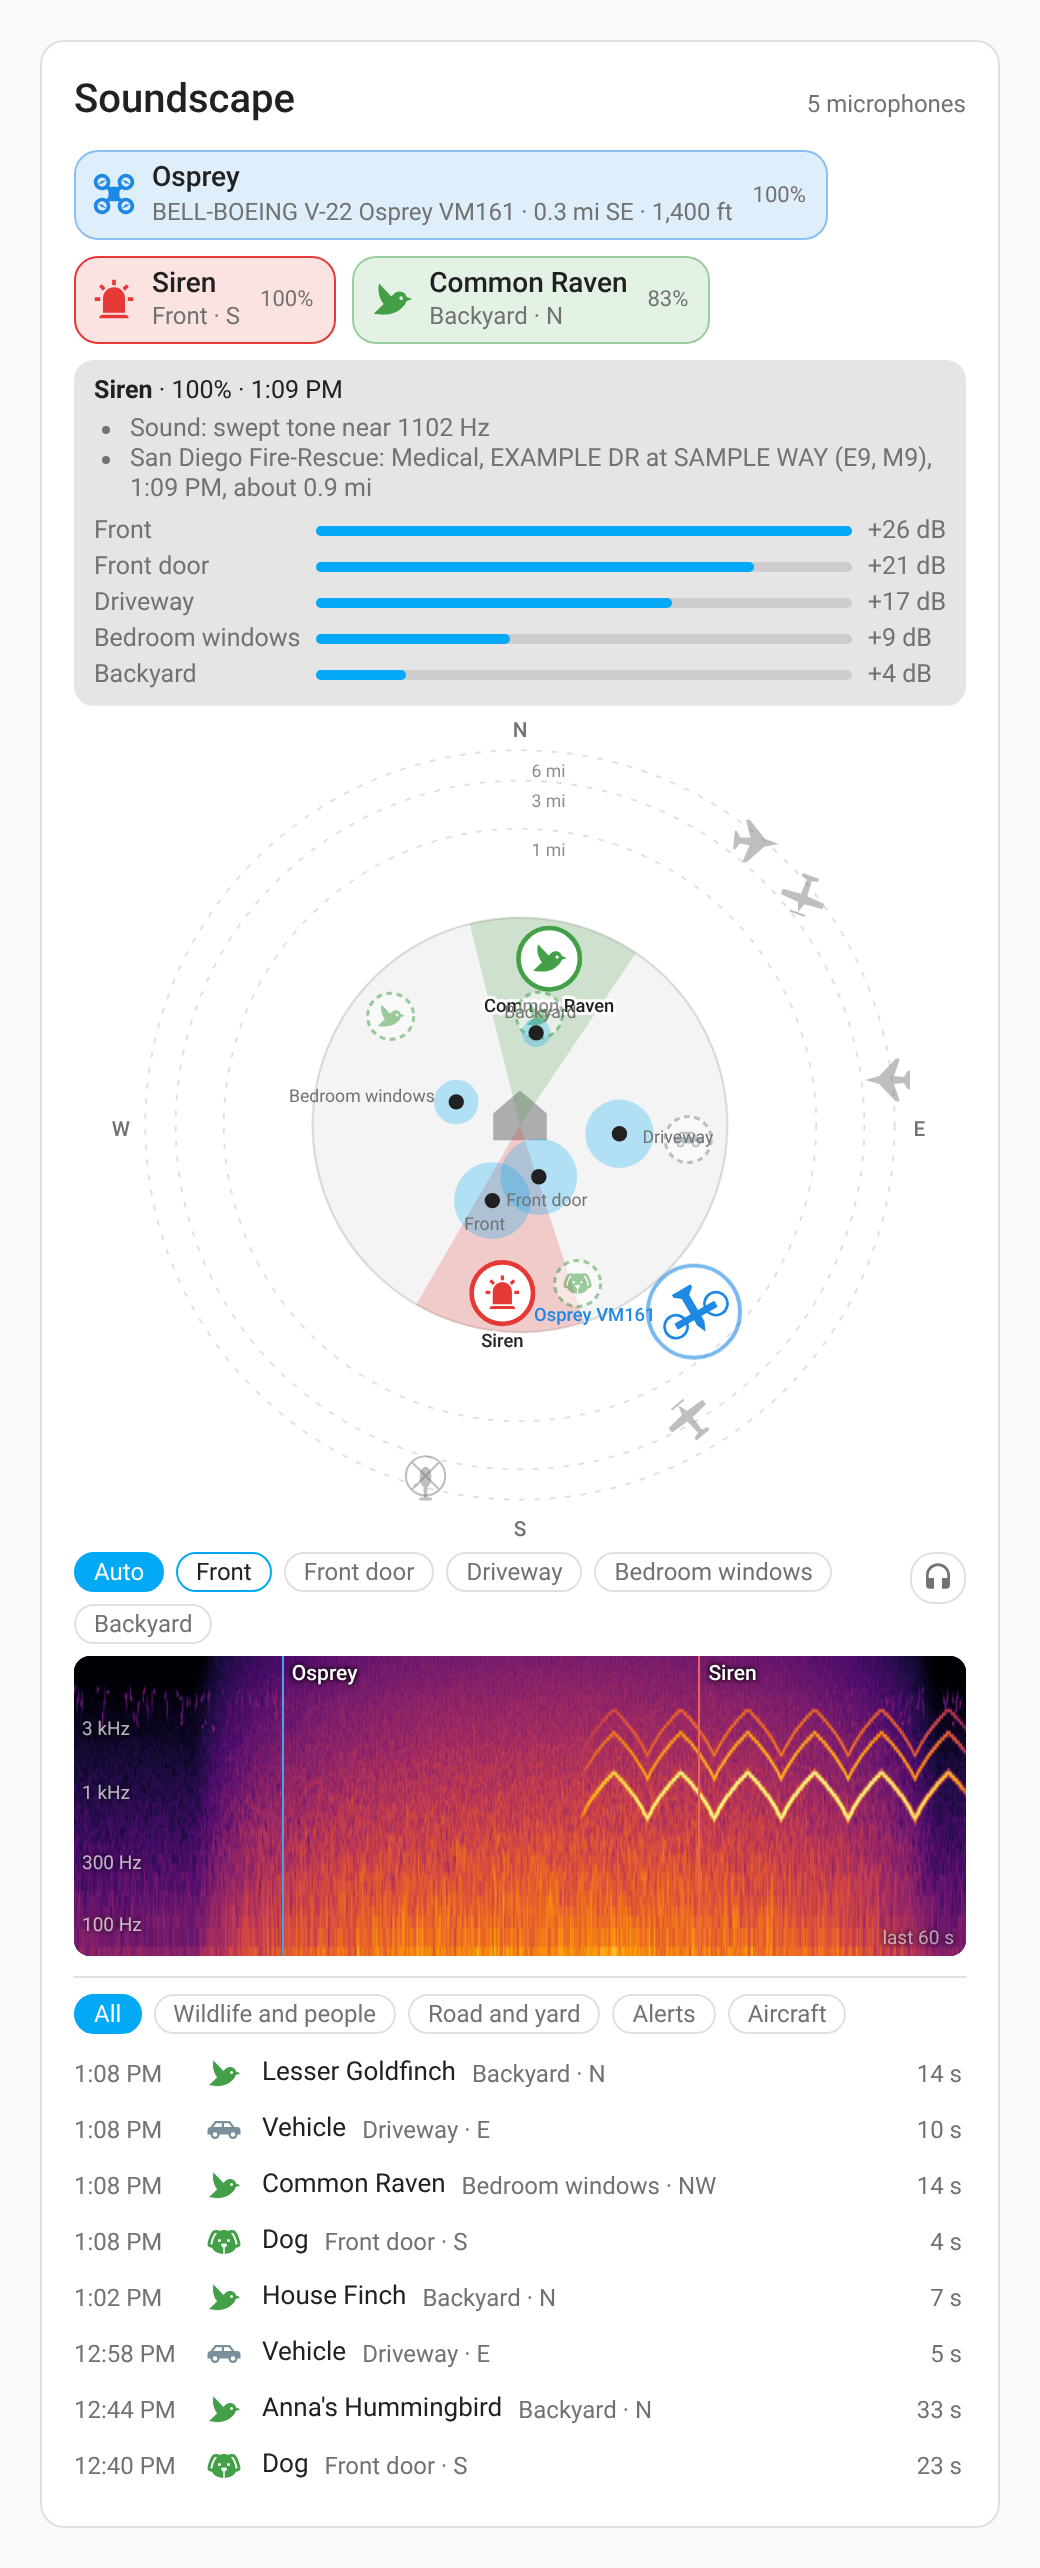 Soundscape
5 microphones
Osprey
BELL-BOEING V-22 Osprey VM161 · 0.3 mi SE · 1,400 ft
100%
Siren
Front · S
100%
Common Raven
Backyard · N
83%
Siren · 100% · 1:09 PM
• Sound: swept tone near 1102 Hz
• San Diego Fire-Rescue: Medical, EXAMPLE DR at SAMPLE WAY (E9, M9),
1:09 PM, about 0.9 mi
Front +26 dB
Front door +21 dB
Driveway +17 dB
Bedroom windows +9 dB
Backyard +4 dB
N
6 mi
3 mi
1 mi
Common Raven
Backyard
Bedroom windows
W
E
Driveway
Front door
Front
Osprey VM161
Siren
S
Auto
Front
Front door
Driveway
Bedroom windows
Backyard
Osprey
Siren
3 kHz
1 kHz
300 Hz
100 Hz
last 60 s
All
Wildlife and people
Road and yard
Alerts
Aircraft
1:08 PM Lesser Goldfinch Backyard · N 14 s
1:08 PM Vehicle Driveway · E 10 s
1:08 PM Common Raven Bedroom windows · NW 14 s
1:08 PM Dog Front door · S 4 s
1:02 PM House Finch Backyard · N 7 s
12:58 PM Vehicle Driveway · E 5 s
12:44 PM Anna's Hummingbird Backyard · N 33 s
12:40 PM Dog Front door · S 23 s